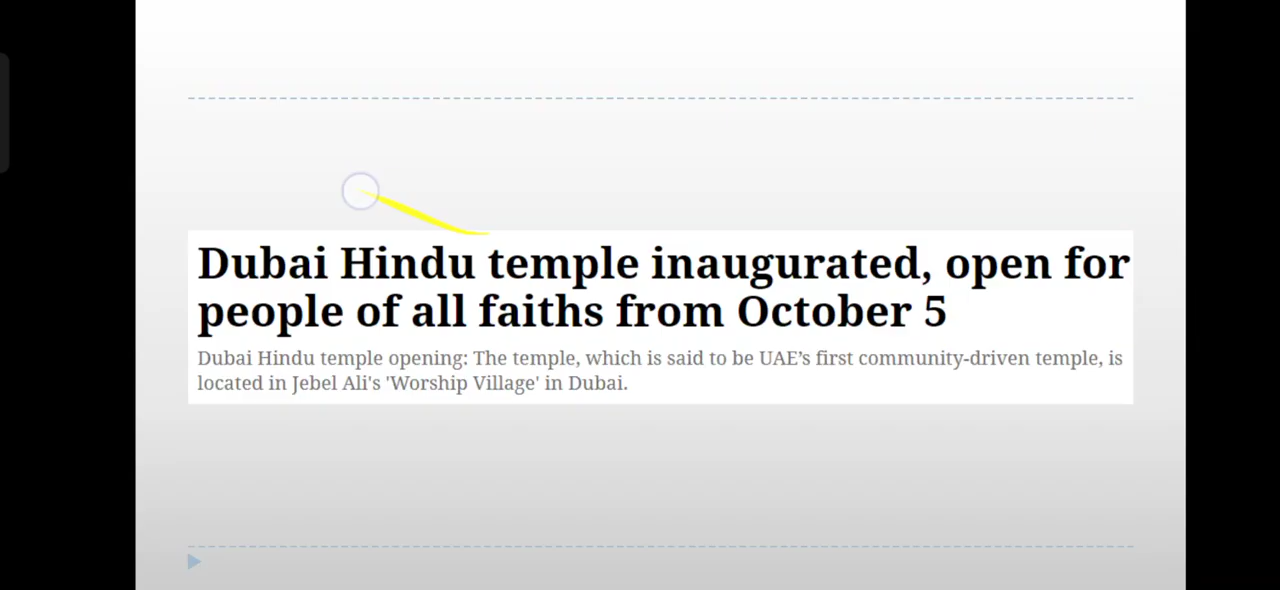 Dubai Hindu temple inaugurated, open for
people of all faiths from October 5
Dubai Hindu temple opening: The temple, which is said to be UAE’s first community-driven temple, is
located in Jebel Ali's 'Worship Village' in Dubai.